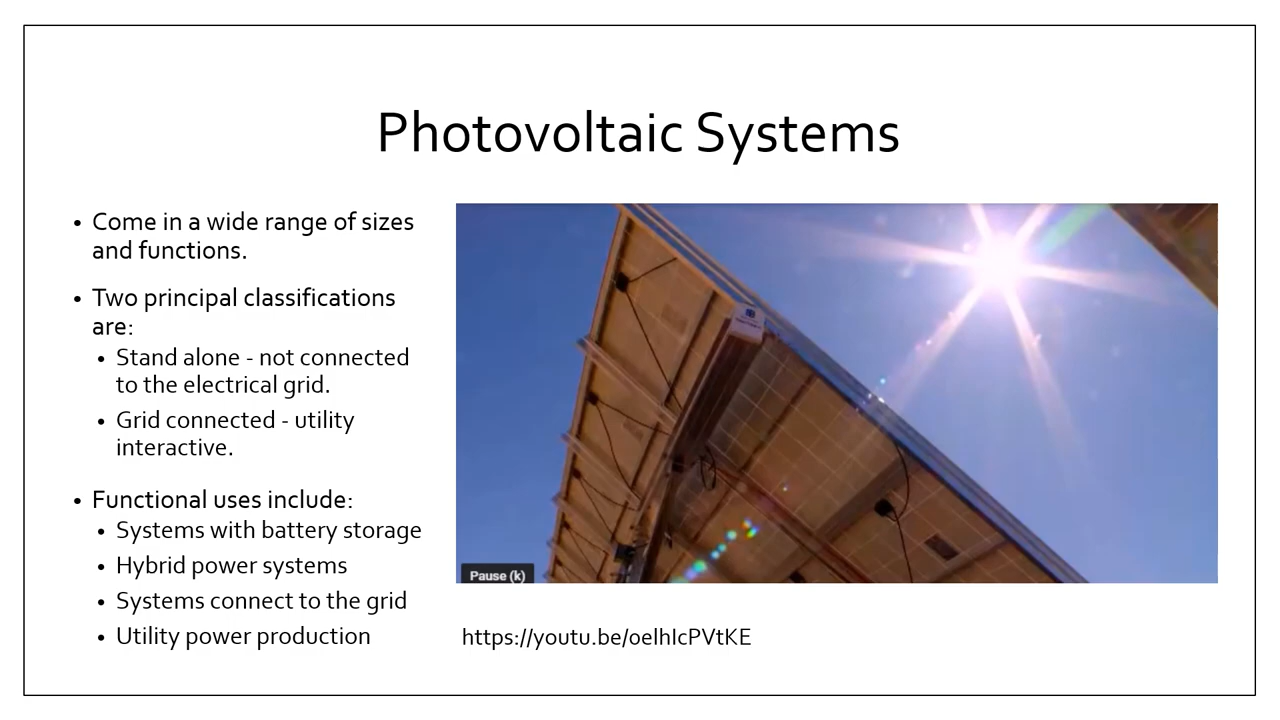 Photovoltaic Systems
• Come in a wide range of sizes
and functions.
• Two principal classifications
are:
• Stand alone - not connected
to the electrical grid.
• Grid connected - utility
interactive.
• Functional uses include:
• Systems with battery storage
• Hybrid power systems
• Systems connect to the grid
• Utility power production
Pause (k)
https://youtu.be/oelhIcPVtKE